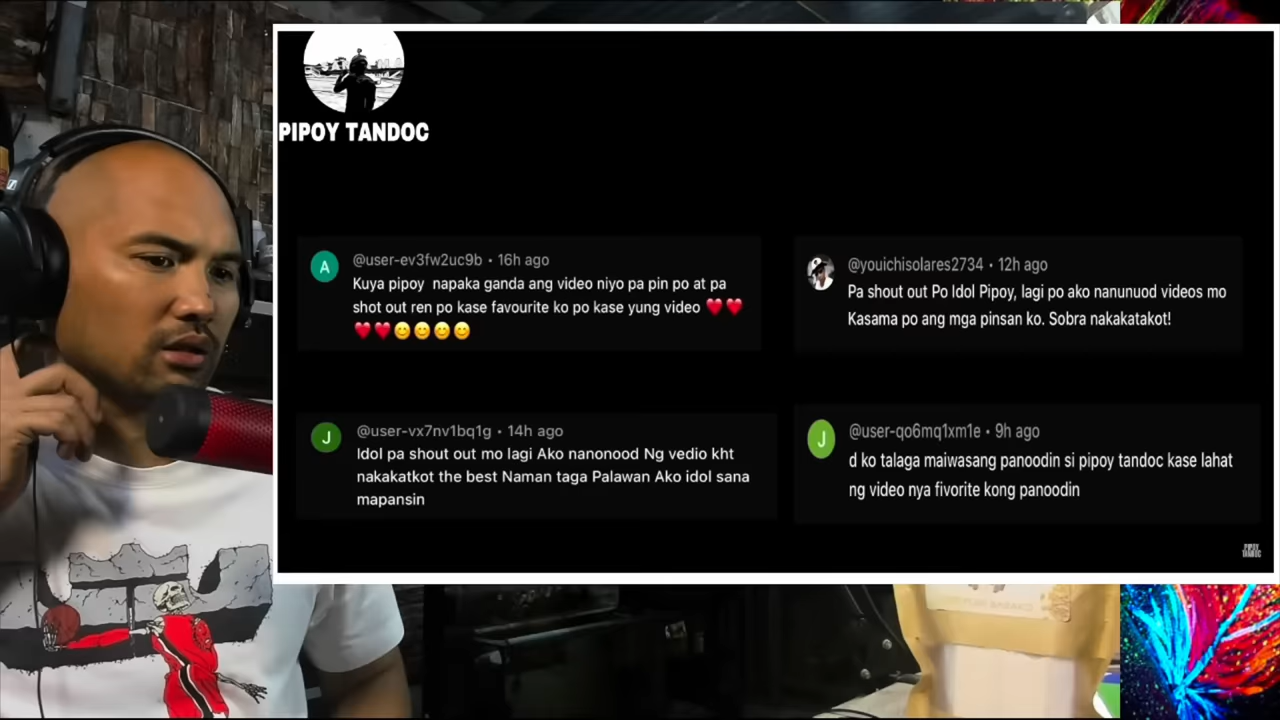 PIPOY TANDOC
@user-ev3fw2uc9b • 16h ago
Kuya pipoy napaka ganda ang video niyo pa pin po at pa
shot out ren po kase favourite ko po kase yung video ❤️❤️
❤️❤️😊😊😊😊
@user-vx7nv1bq1g • 14h ago
Idol pa shout out mo lagi Ako nanonood Ng vedio kht
nakakatkot the best Naman taga Palawan Ako idol sana
mapansin
@youichisolares2734 • 12h ago
Pa shout out Po Idol Pipoy, lagi po ako nanunuod videos mo
Kasama po ang mga pinsan ko. Sobra nakakatakot!
@user-qo6mq1xm1e • 9h ago
d ko talaga maiwasang panoodin si pipoy tandoc kase lahat
ng video nya fivorite kong panoodin
PIPOY
TANDOC